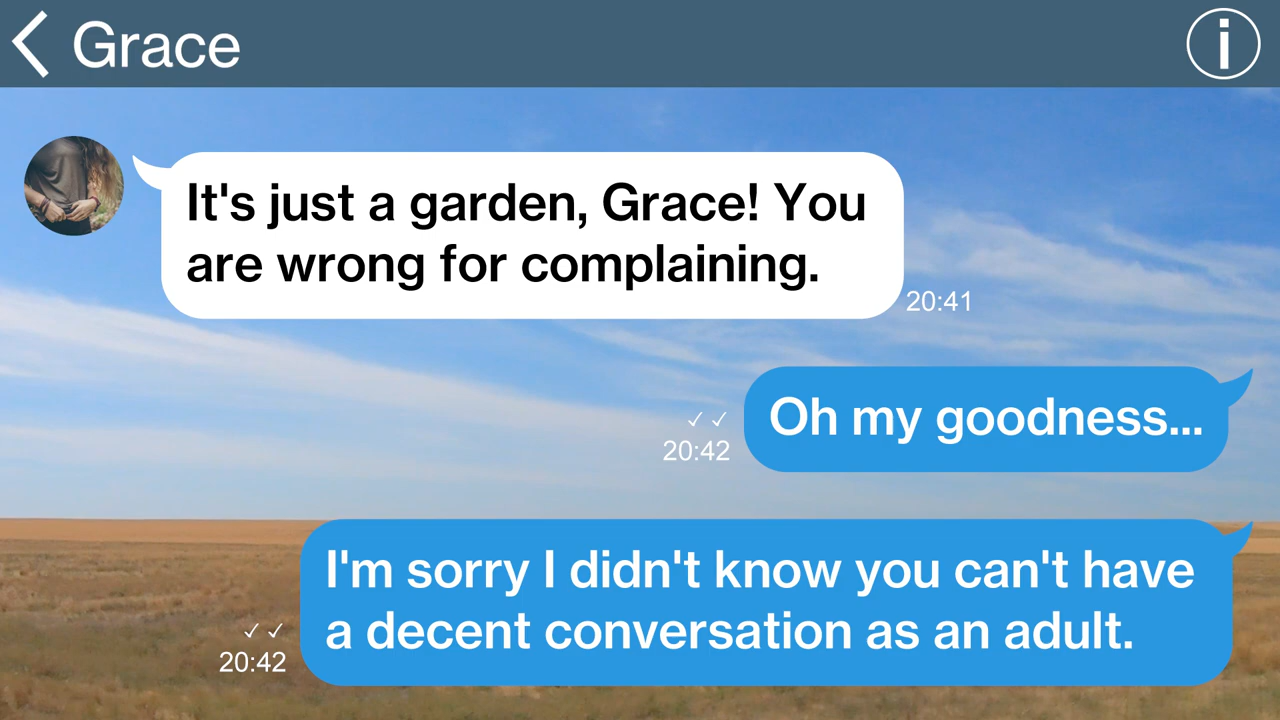 Grace
It's just a garden, Grace! You
are wrong for complaining.
20:41
Oh my goodness...
20:42
I'm sorry I didn't know you can't have
a decent conversation as an adult.
20:42